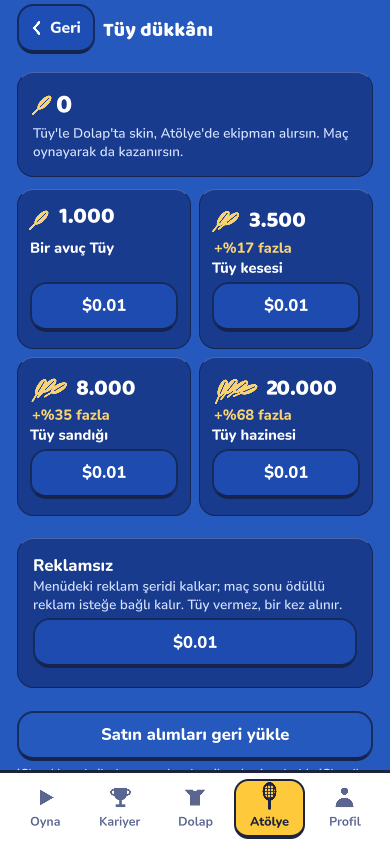 Geri
Tüy dükkânı
0
Tüy'le Dolap'ta skin, Atölye'de ekipman alırsın. Maç
oynayarak da kazanırsın.
1.000
Bir avuç Tüy
$0.01
3.500
+%17 fazla
Tüy kesesi
$0.01
8.000
+%35 fazla
Tüy sandığı
$0.01
20.000
+%68 fazla
Tüy hazinesi
$0.01
Reklamsız
Menüdeki reklam şeridi kalkar; maç sonu ödüllü
reklam isteğe bağlı kalır. Tüy vermez, bir kez alınır.
$0.01
Satın alımları geri yükle
Oyna
Kariyer
Dolap
Atölye
Profil